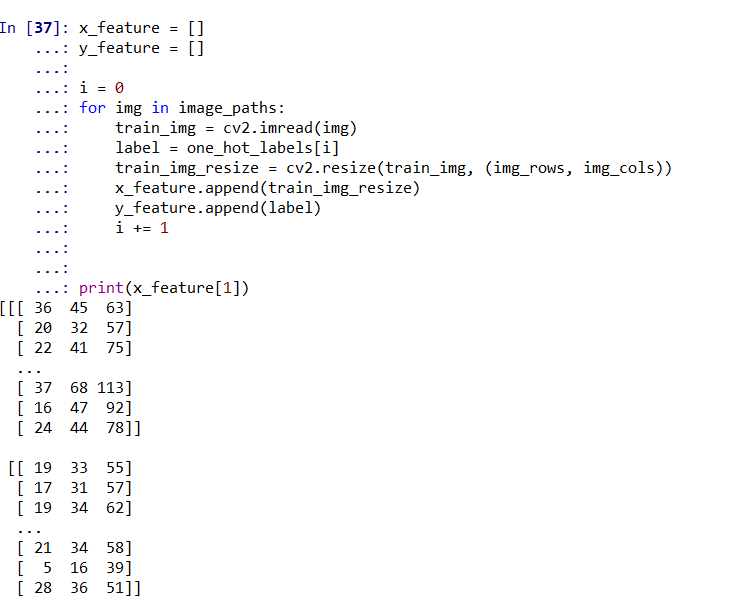 In [37]: x_feature = []
    ...: y_feature = []
    ...:
    ...: i = 0
    ...: for img in image_paths:
    ...:     train_img = cv2.imread(img)
    ...:     label = one_hot_labels[i]
    ...:     train_img_resize = cv2.resize(train_img, (img_rows, img_cols))
    ...:     x_feature.append(train_img_resize)
    ...:     y_feature.append(label)
    ...:     i += 1
    ...:
    ...:
    ...: print(x_feature[1])
[[[ 36  45  63]
  [ 20  32  57]
  [ 22  41  75]
  ...
  [ 37  68 113]
  [ 16  47  92]
  [ 24  44  78]]

 [[ 19  33  55]
  [ 17  31  57]
  [ 19  34  62]
  ...
  [ 21  34  58]
  [  5  16  39]
  [ 28  36  51]]